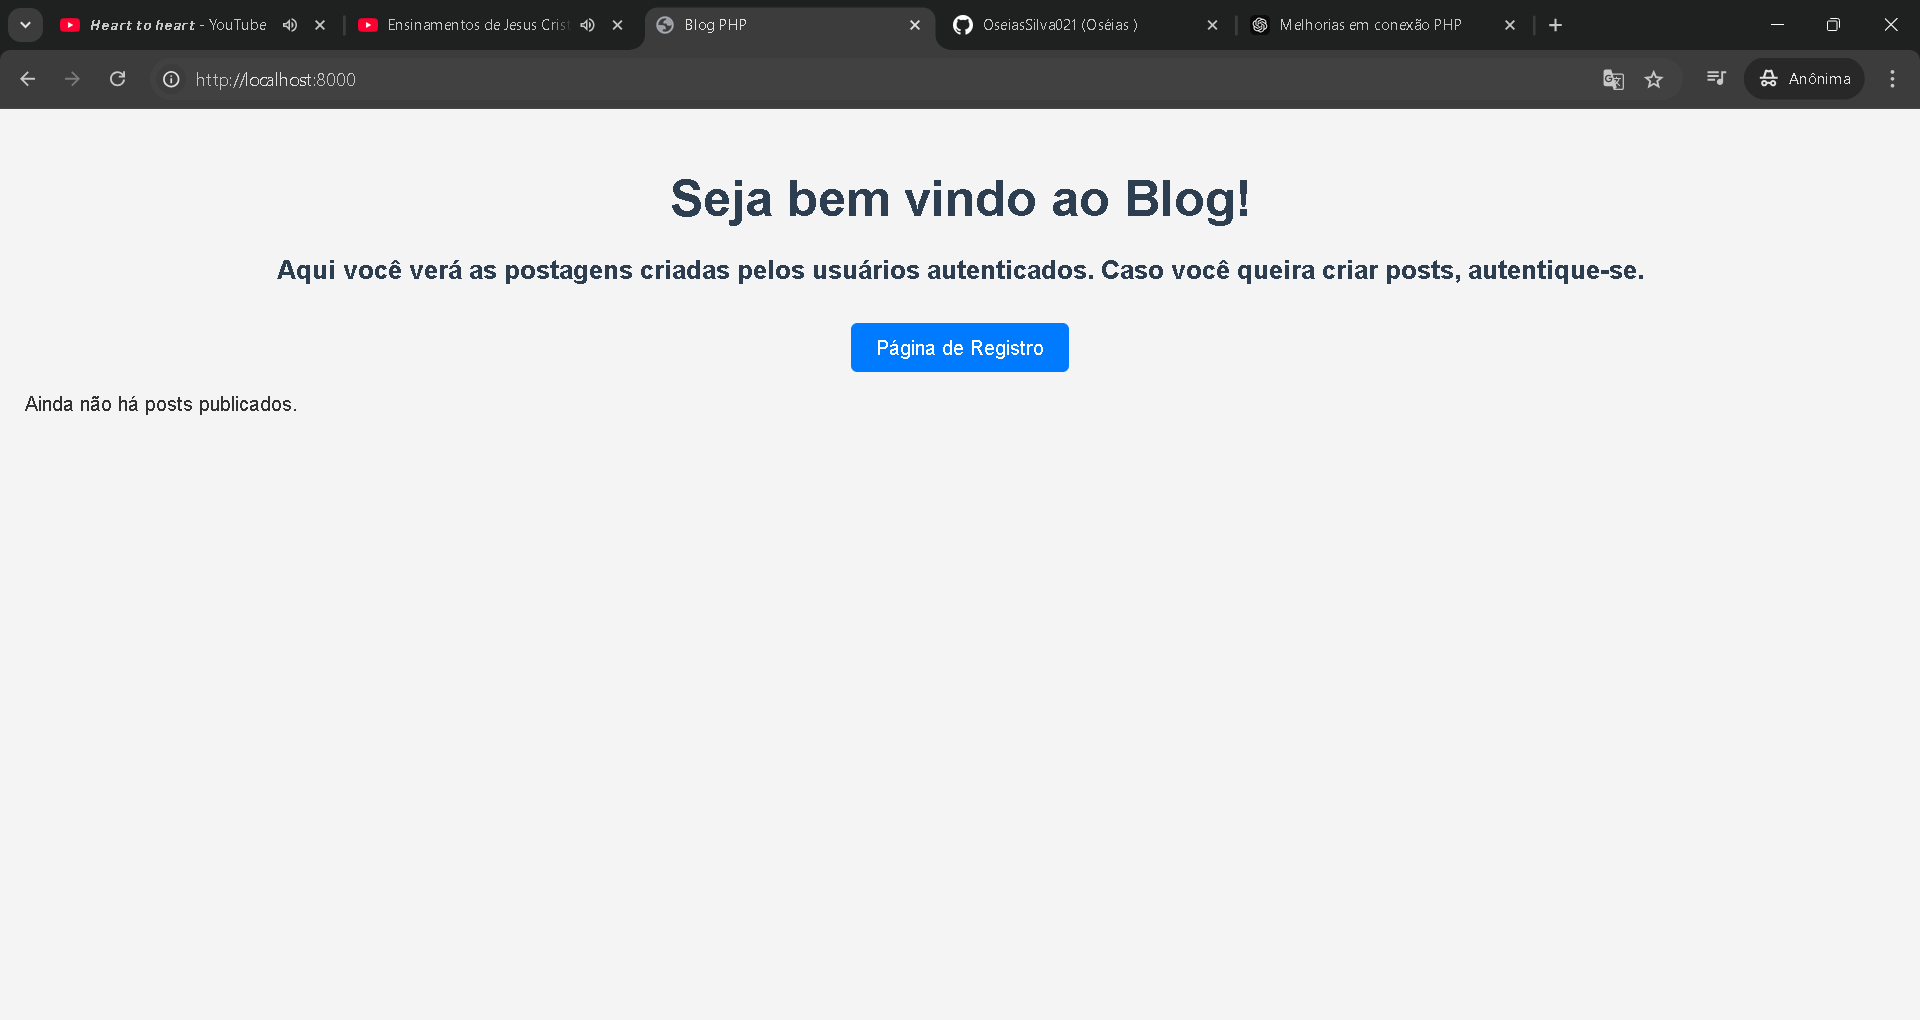 Heart to heart - YouTube
Ensinamentos de Jesus Crist
Blog PHP
OseiasSilva021 (Oséias )
Melhorias em conexão PHP
http://localhost:8000
Anônima
Seja bem vindo ao Blog!
Aqui você verá as postagens criadas pelos usuários autenticados. Caso você queira criar posts, autentique-se.
Página de Registro
Ainda não há posts publicados.